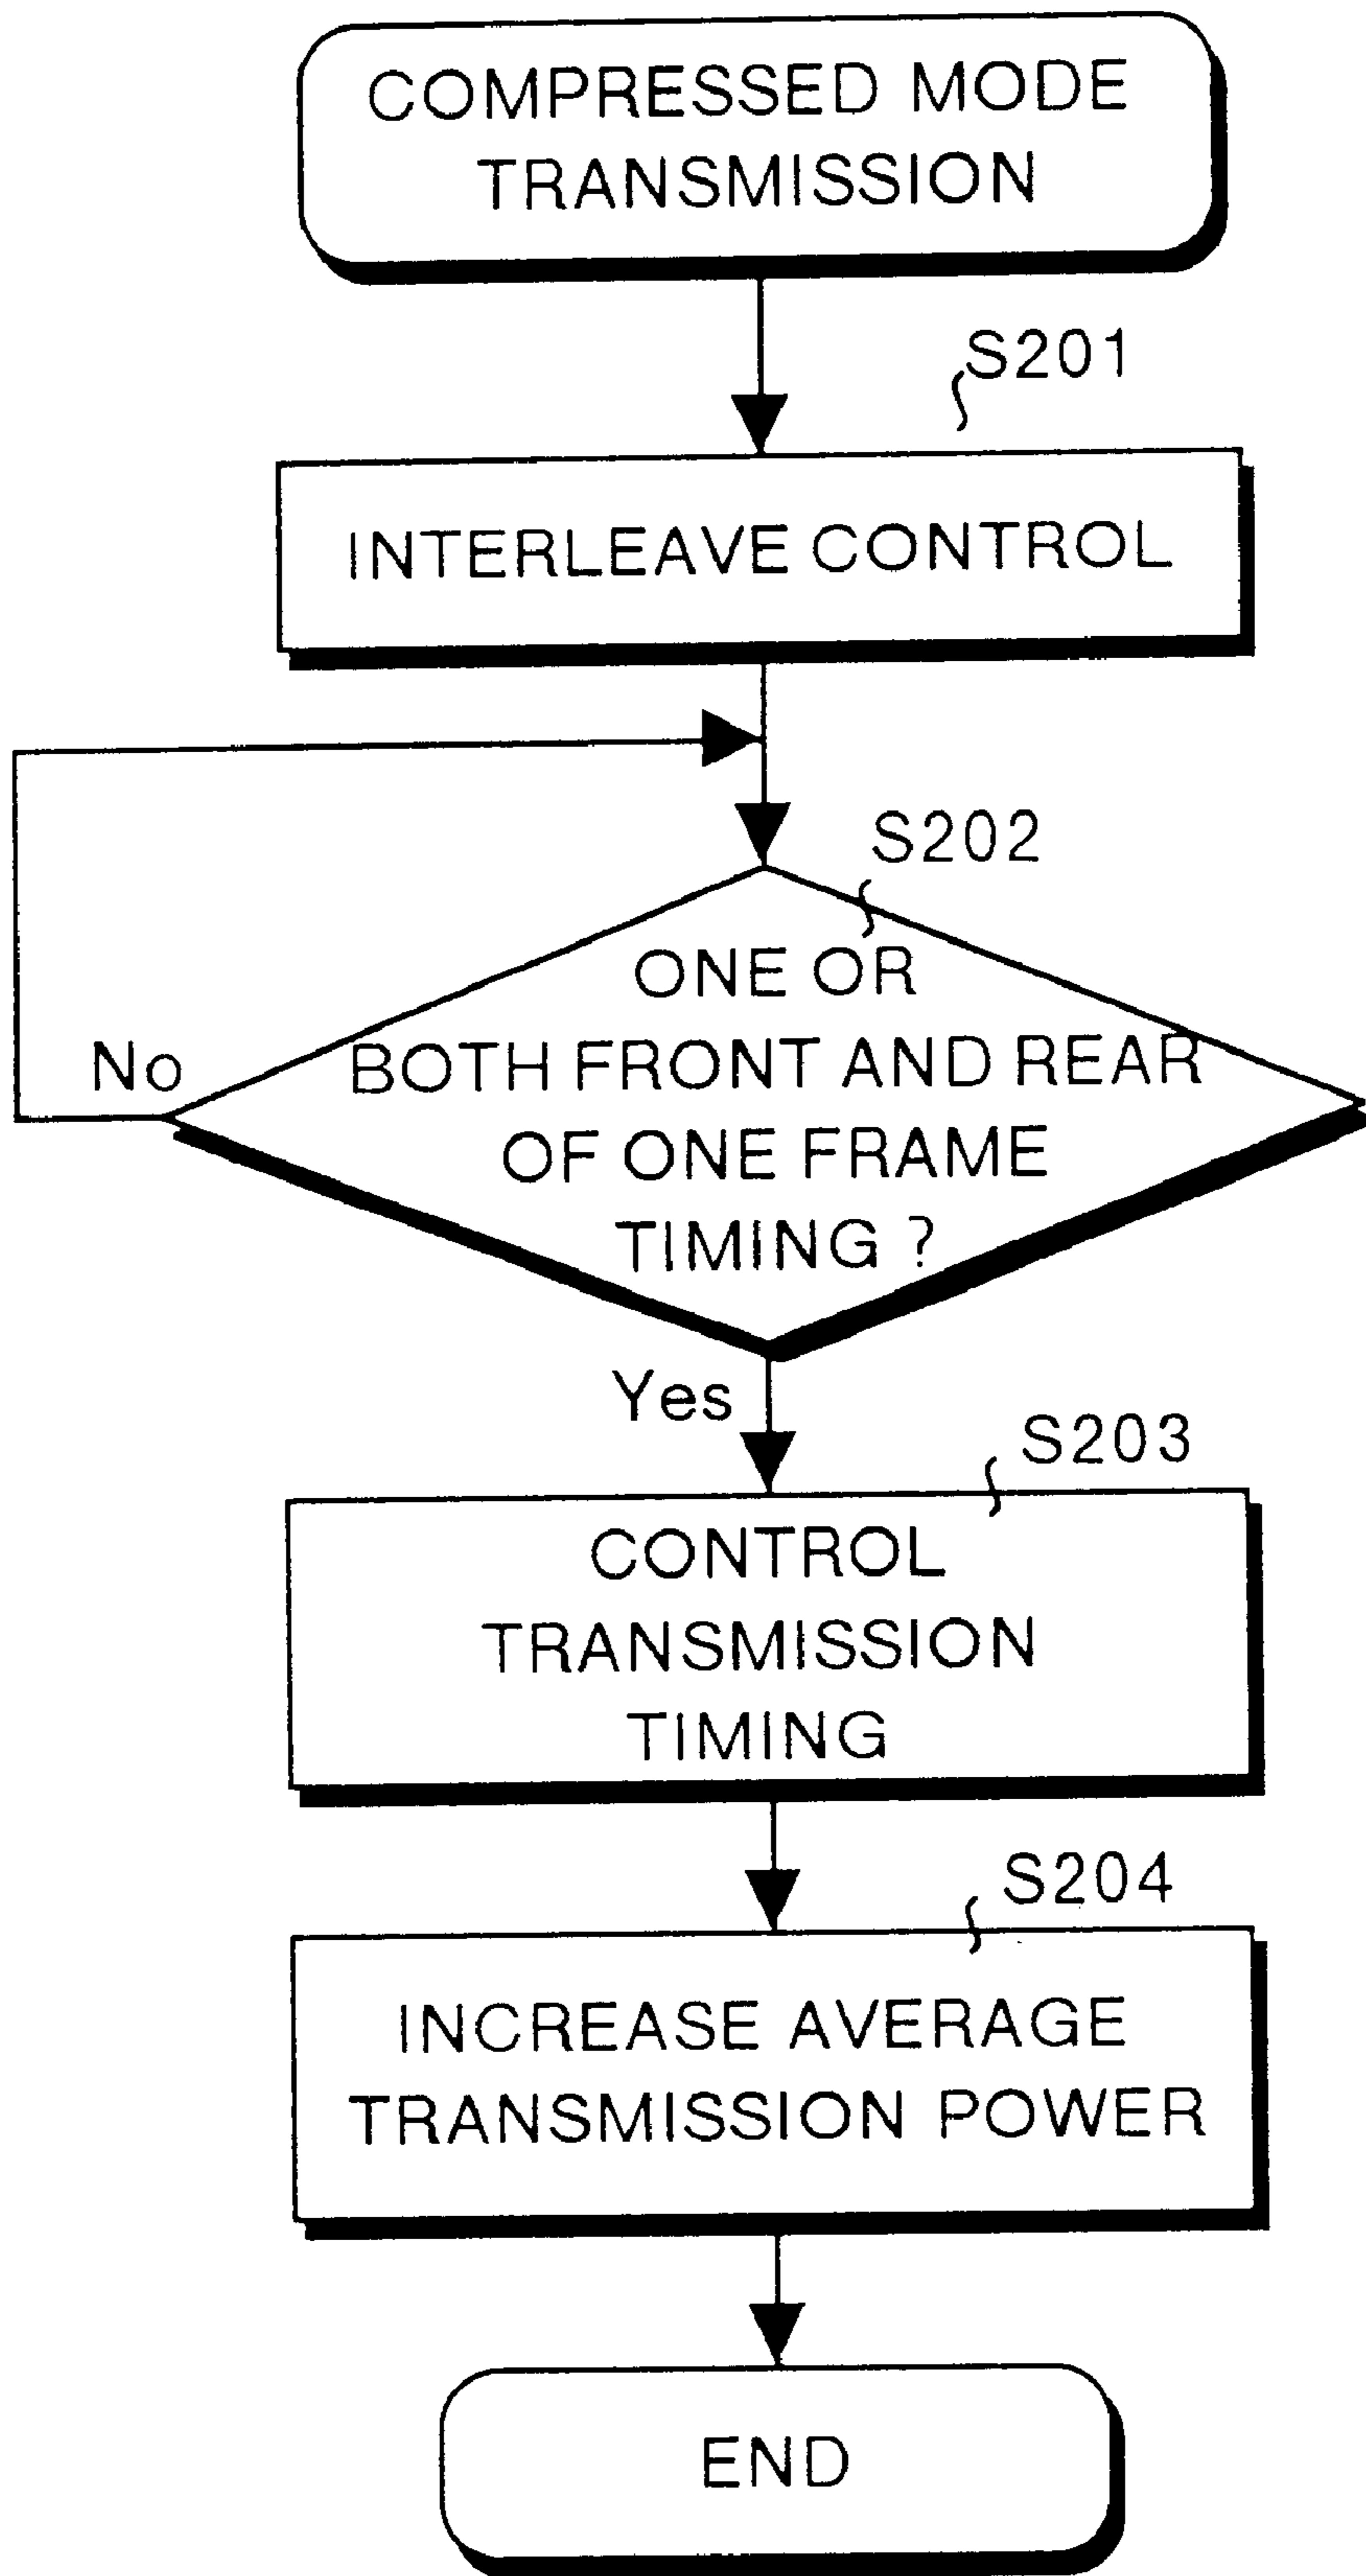 COMPRESSED MODE
TRANSMISSION
S201
INTERLEAVE CONTROL
S202
ONE OR
No
BOTH FRONT AND REAR
OF ONE FRAME
TIMING ?
Yes
S203
CONTROL
TRANSMISSION
TIMING
S204
INCREASE AVERAGE
TRANSMISSION POWER
END